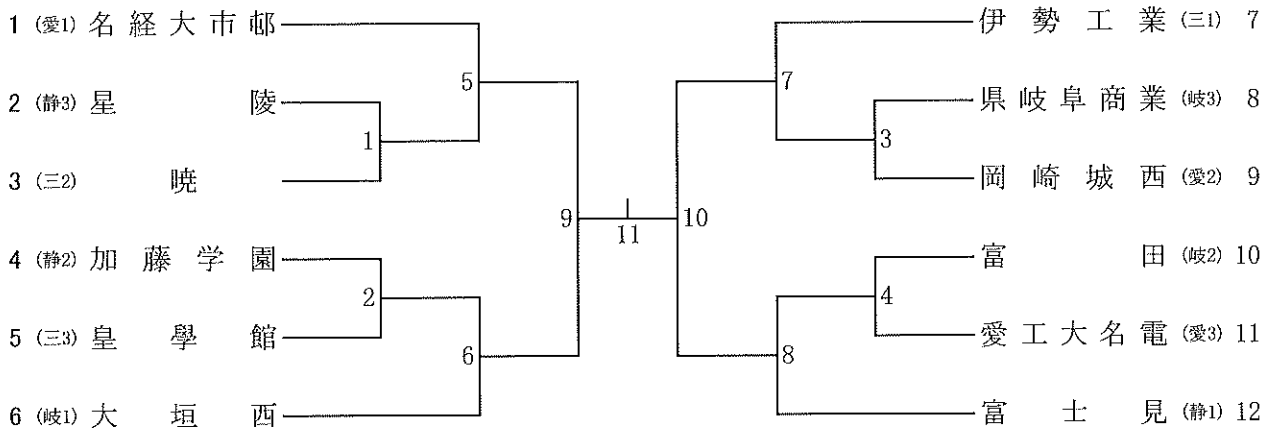 1 (愛1) 名経大市邨
2 (静3) 星陵
3 (三2) 暁
4 (静2) 加藤学園
5 (三3) 皇學館
6 (岐1) 大垣西
5
1
2
6
9
11
10
7
3
4
8
伊勢工業 (三1) 7
県岐阜商業 (岐3) 8
岡崎城西 (愛2) 9
富田 (岐2) 10
愛工大名電 (愛3) 11
富士見 (静1) 12